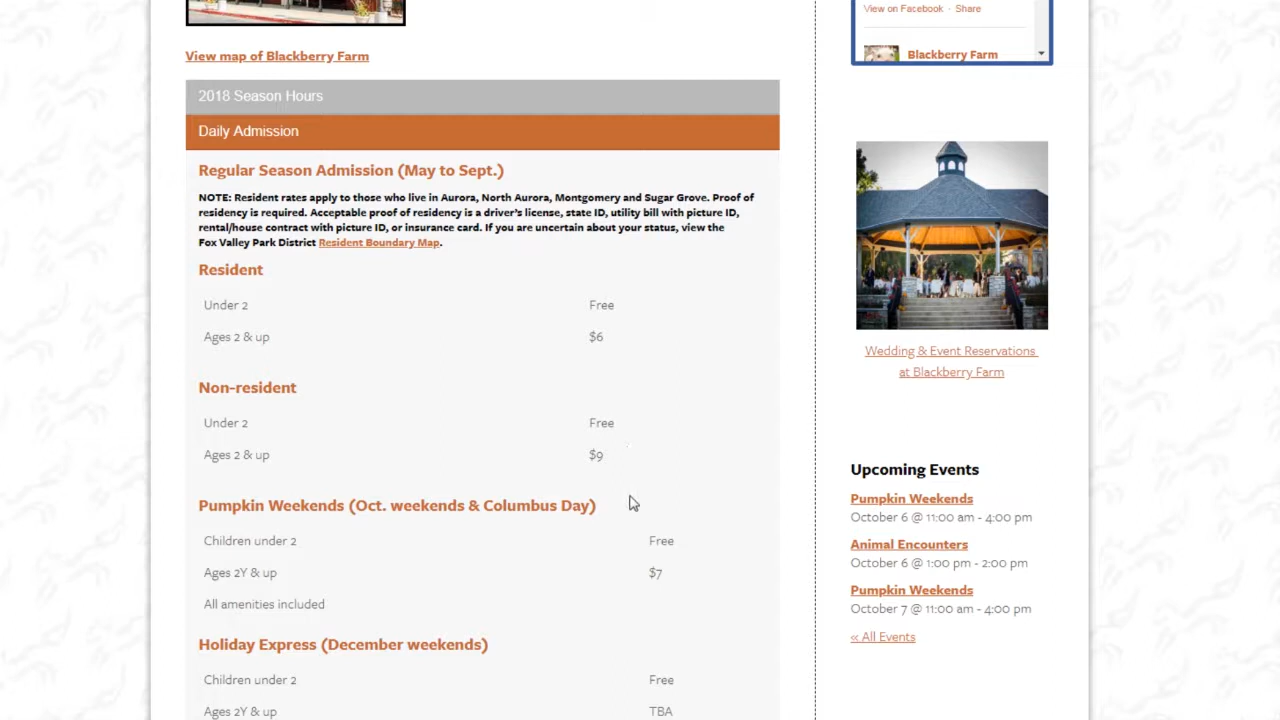 View on Facebook · Share
Blackberry Farm
View map of Blackberry Farm
2018 Season Hours
Daily Admission
Regular Season Admission (May to Sept.)
NOTE: Resident rates apply to those who live in Aurora, North Aurora, Montgomery and Sugar Grove. Proof of
residency is required. Acceptable proof of residency is a driver's license, state ID, utility bill with picture ID,
rental/house contract with picture ID, or insurance card. If you are uncertain about your status, view the
Fox Valley Park District Resident Boundary Map.
Resident
Under 2 Free
Ages 2 & up $6
Non-resident
Under 2 Free
Ages 2 & up $9
Pumpkin Weekends (Oct. weekends & Columbus Day)
Children under 2 Free
Ages 2Y & up $7
All amenities included
Holiday Express (December weekends)
Children under 2 Free
Ages 2Y & up TBA
Wedding & Event Reservations
at Blackberry Farm
Upcoming Events
Pumpkin Weekends
October 6 @ 11:00 am - 4:00 pm
Animal Encounters
October 6 @ 1:00 pm - 2:00 pm
Pumpkin Weekends
October 7 @ 11:00 am - 4:00 pm
« All Events